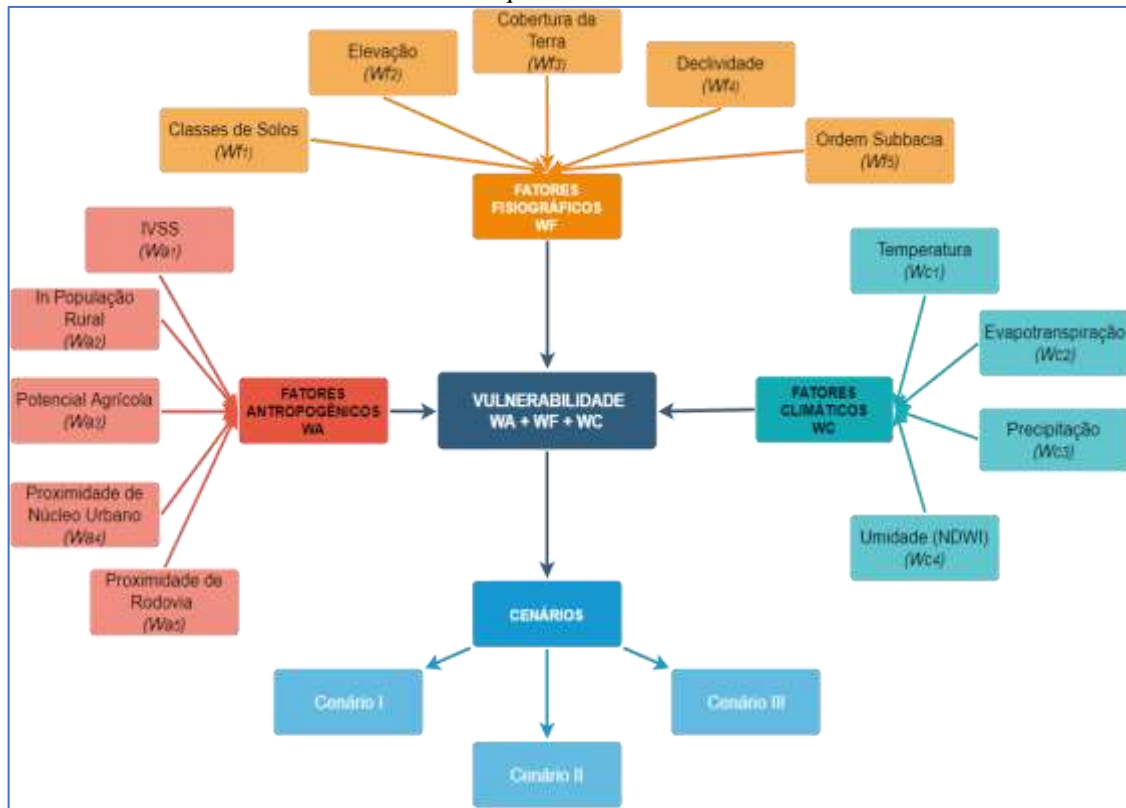 Cobertura da
Terra
(Wf3)
Elevação
(Wf2)
Declividade
(Wf4)
Classes de Solos
(Wf1)
Ordem Subbacia
(Wf5)
FATORES
FISIOGRÁFICOS
WF
IVSS
(Wa1)
In População
Rural
(Wa2)
Potencial Agrícola
(Wa3)
Proximidade de
Núcleo Urbano
(Wa4)
Proximidade de
Rodovia
(Wa5)
FATORES
ANTROPOGÊNICOS
WA
VULNERABILIDADE
WA + WF + WC
FATORES
CLIMÁTICOS
WC
Temperatura
(Wc1)
Evapotranspiração
(Wc2)
Precipitação
(Wc3)
Umidade (NDWI)
(Wc4)
CENÁRIOS
Cenário I
Cenário II
Cenário III